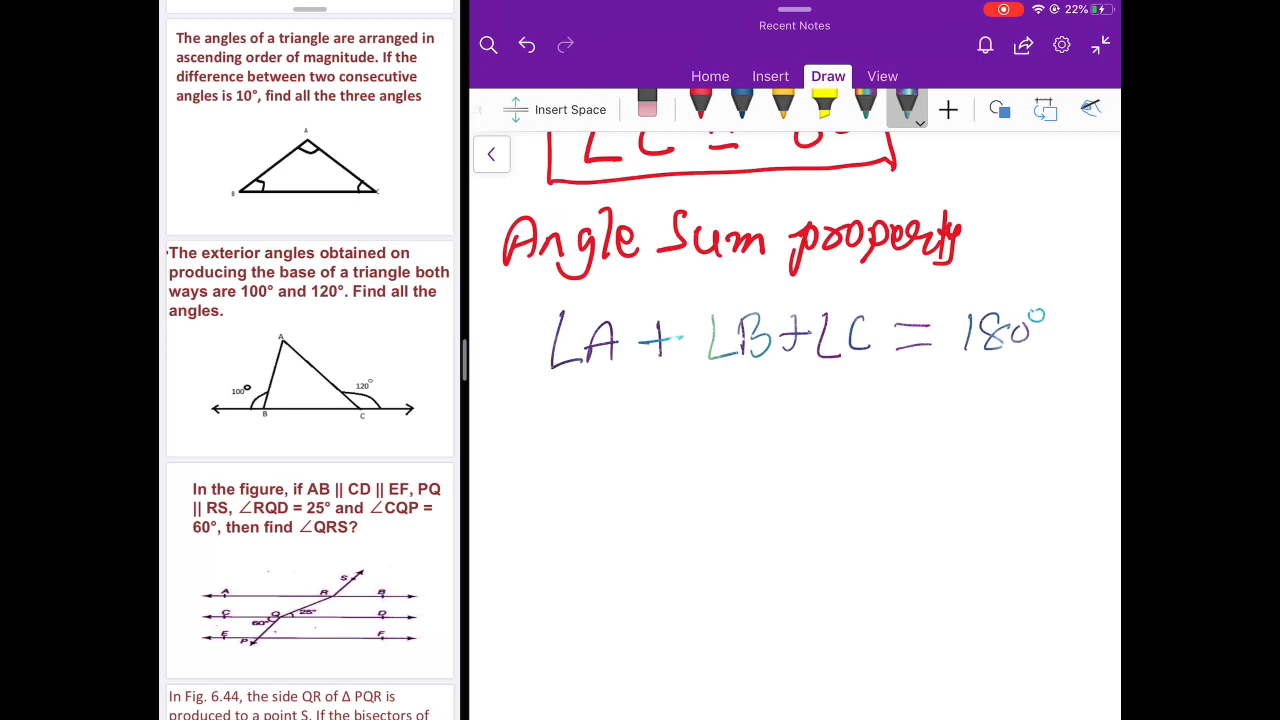 The angles of a triangle are arranged in
ascending order of magnitude. If the
difference between two consecutive
angles is 10°, find all the three angles
A
B
C
The exterior angles obtained on
producing the base of a triangle both
ways are 100° and 120°. Find all the
angles.
A
100°
120°
B
C
In the figure, if AB || CD || EF, PQ
|| RS, ∠RQD = 25° and ∠CQP =
60°, then find ∠QRS?
S
A
R
B
C
Q
25°
D
60°
E
P
F
In Fig. 6.44, the side QR of Δ PQR is
produced to a point S. If the bisectors of
22%
Recent Notes
Home Insert Draw View
Insert Space
Angle Sum property
∠A + ∠B + ∠C = 180°